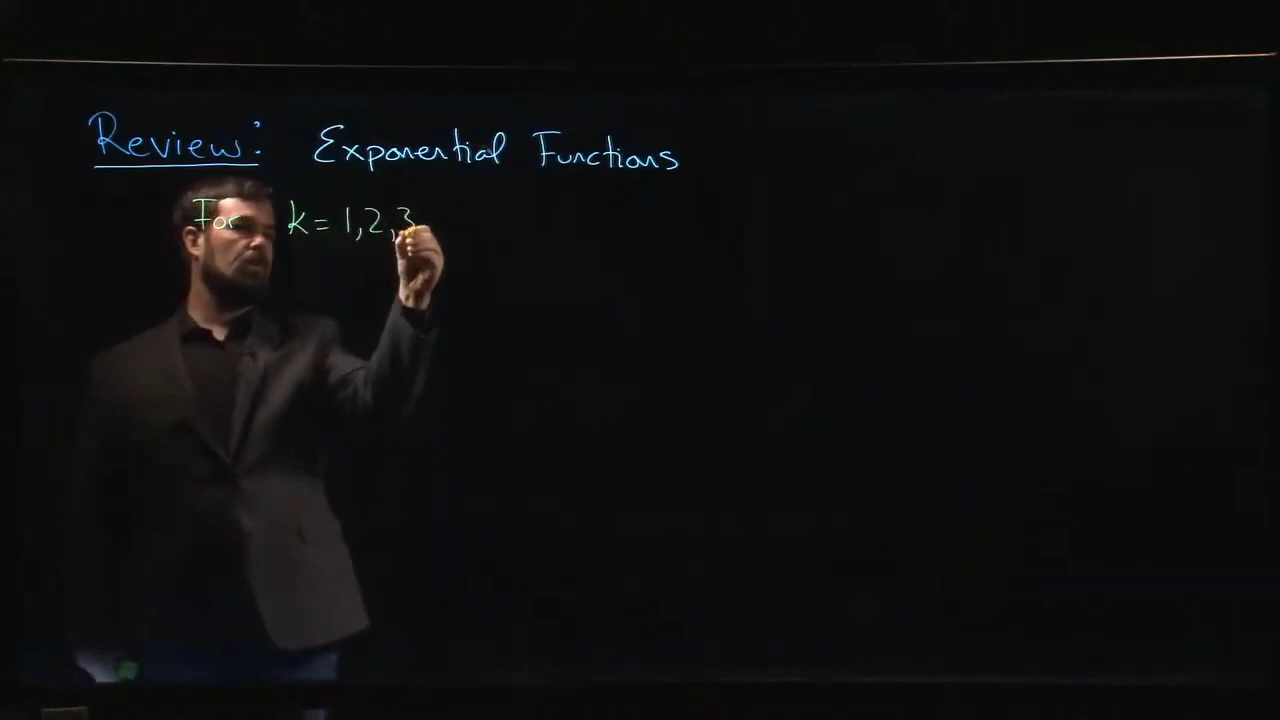 Review: Exponential Functions
For k = 1, 2, 3